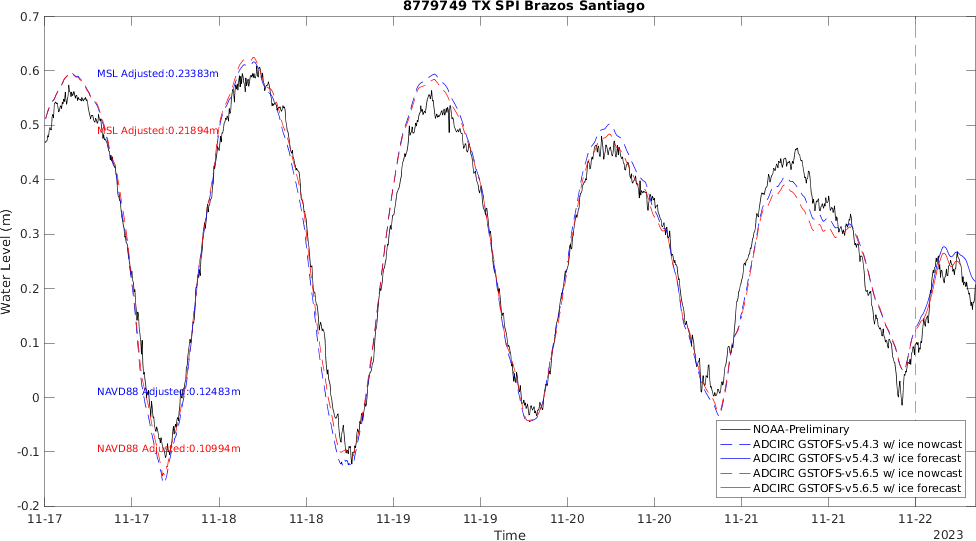 8779749 TX SPI Brazos Santiago
0.7
0.6
0.5
0.4
0.3
0.2
0.1
0
-0.1
-0.2
Water Level (m)
MSL Adjusted:0.23383m
MSL Adjusted:0.21894m
NAVD88 Adjusted:0.12483m
NAVD88 Adjusted:0.10994m
NOAA-Preliminary
ADCIRC GSTOFS-v5.4.3 w/ ice nowcast
ADCIRC GSTOFS-v5.4.3 w/ ice forecast
ADCIRC GSTOFS-v5.6.5 w/ ice nowcast
ADCIRC GSTOFS-v5.6.5 w/ ice forecast
11-17 11-17 11-18 11-18 11-19 11-19 11-20 11-20 11-21 11-21 11-22
Time
2023